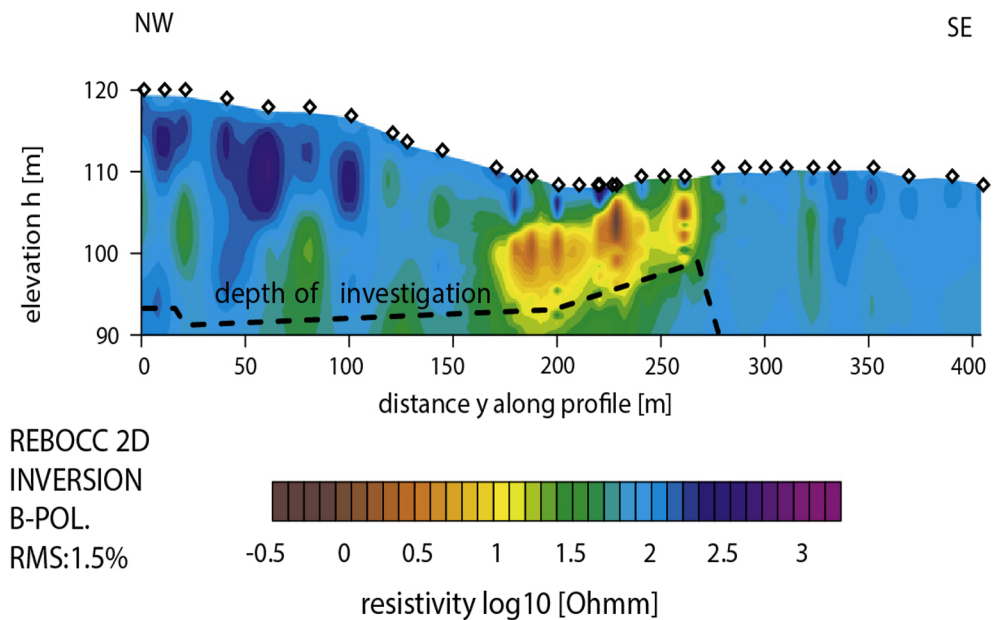 NW
SE
120
110
100
90
elevation h [m]
depth of investigation
0
50
100
150
200
250
300
350
400
distance y along profile [m]
REBOCC 2D
INVERSION
B-POL.
RMS:1.5%
-0.5
0
0.5
1
1.5
2
2.5
3
resistivity log10 [Ohmm]